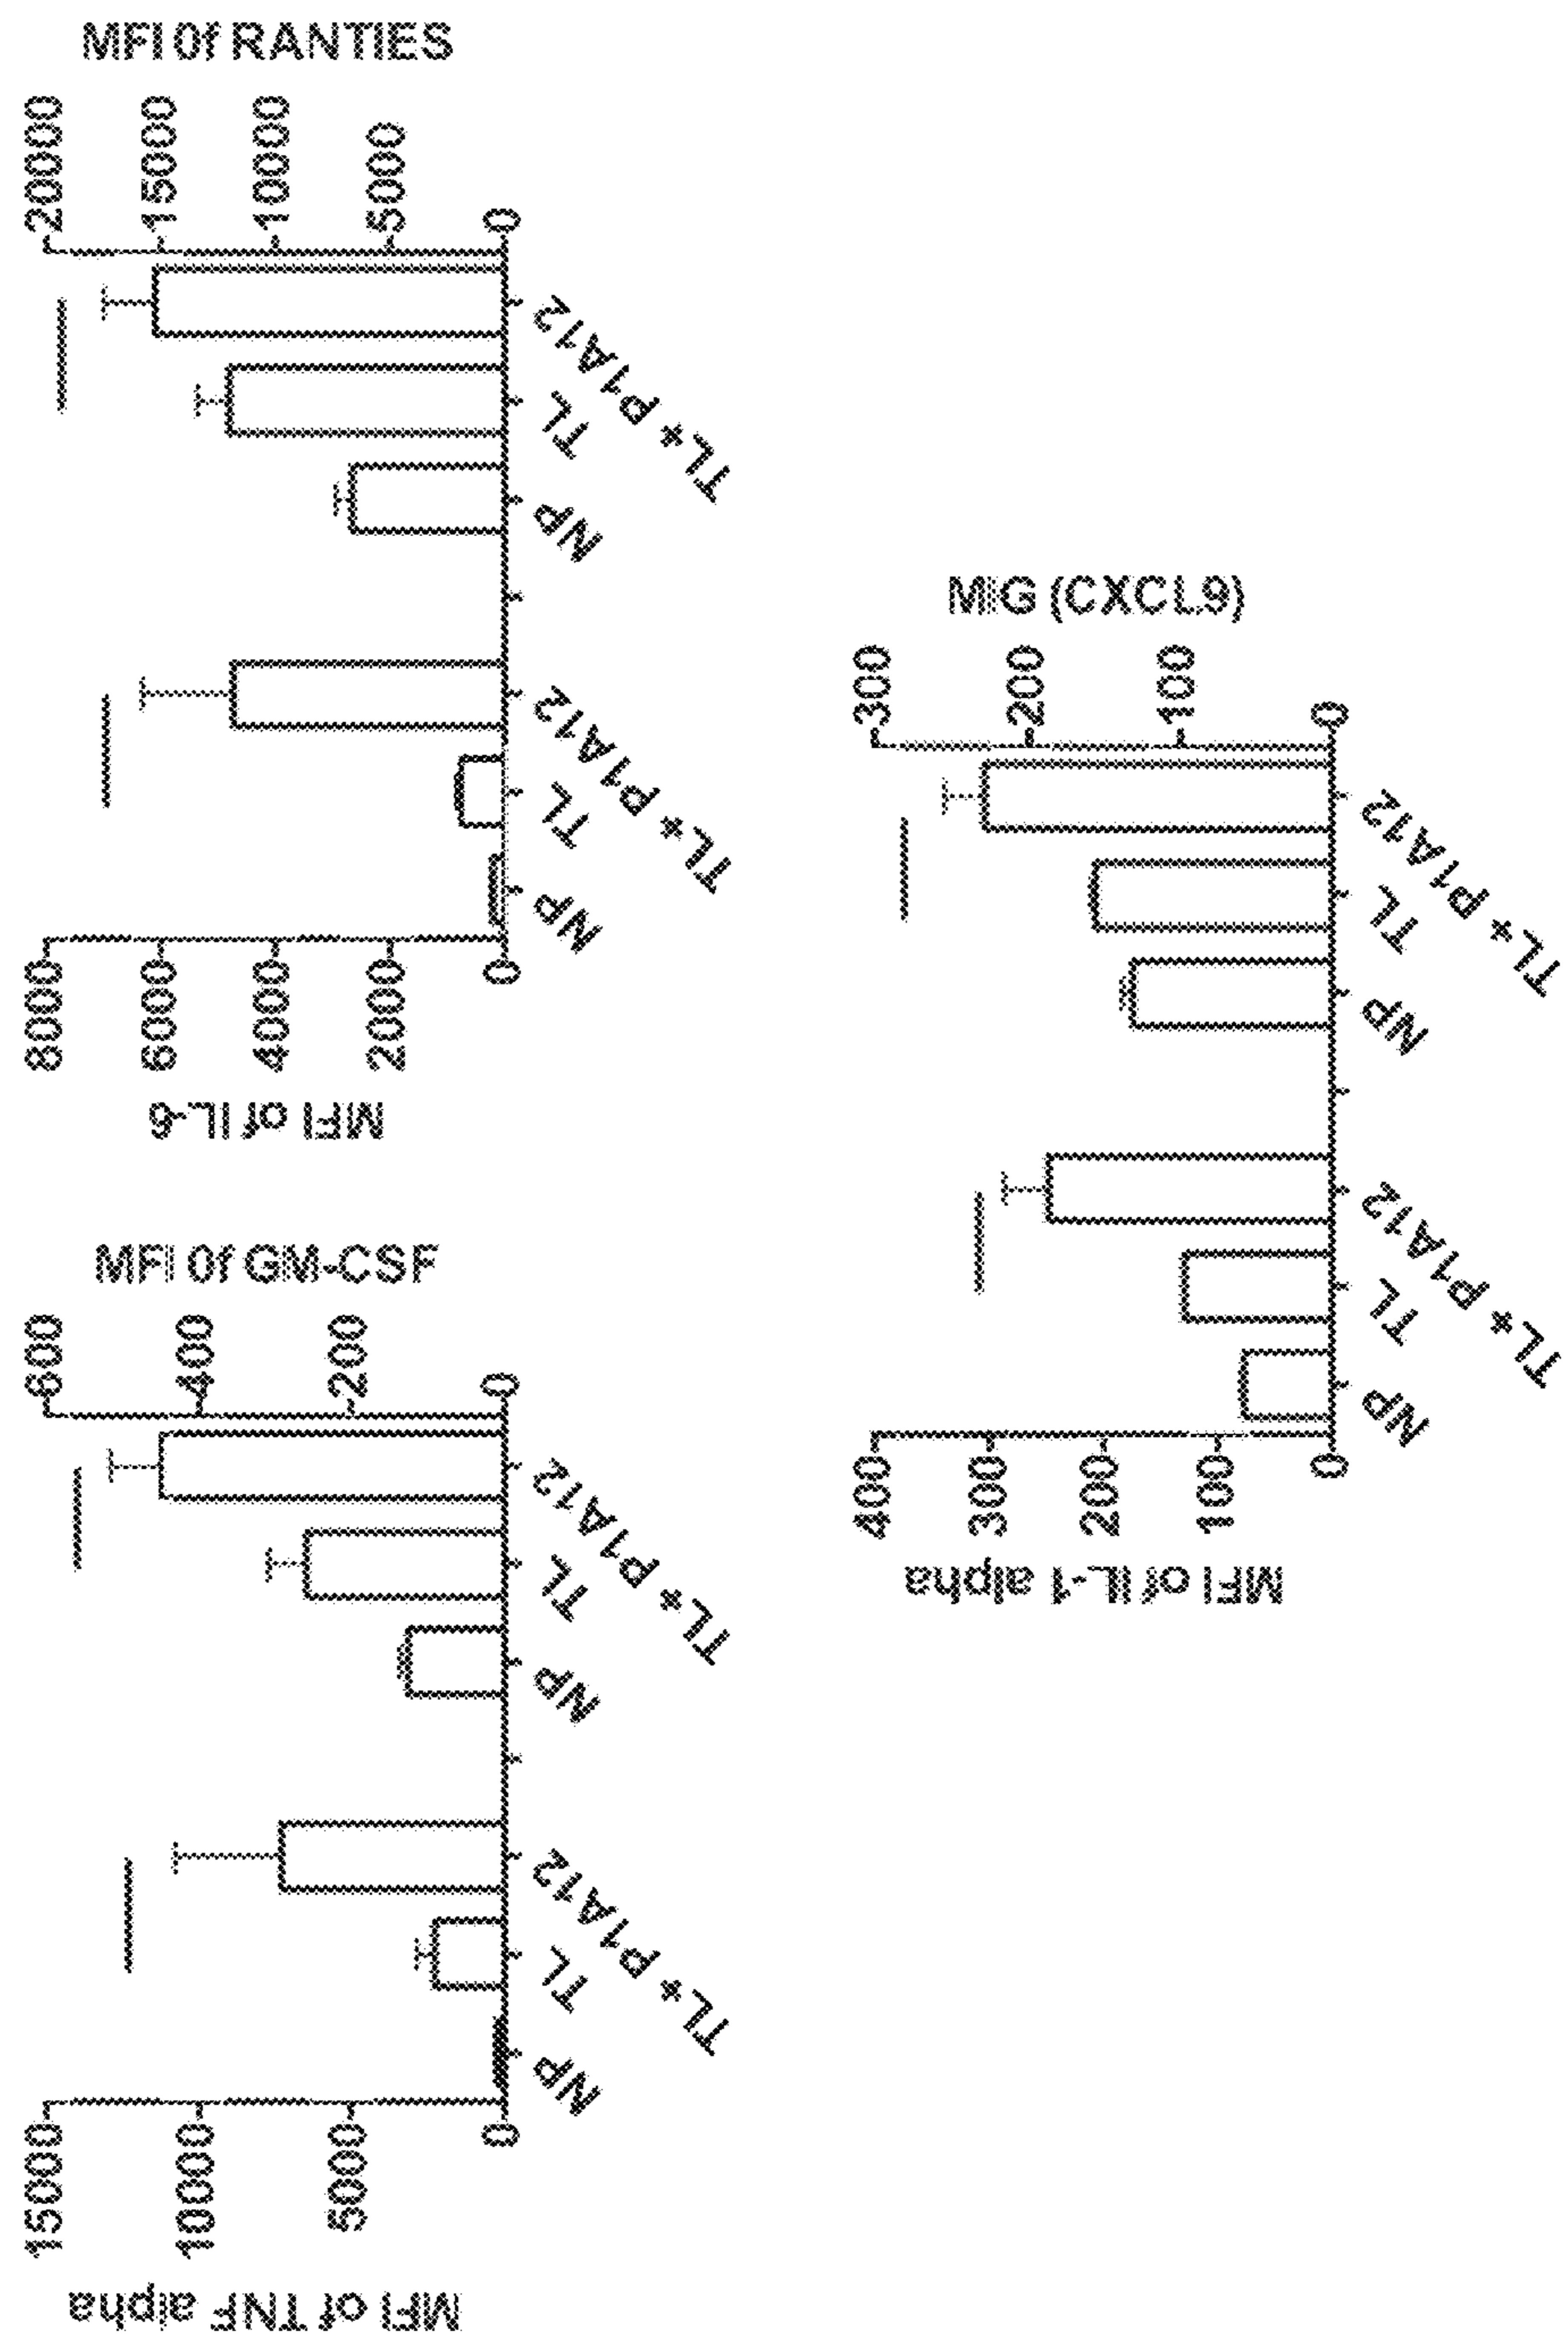 MFI of TNF alpha
15000
10000
5000
0
NP
TL
TL+ P1A12
NP
TL
TL+ P1A12
600
400
200
0
MFI 0f GM-CSF
MFI of IL-6
8000
6000
4000
2000
0
NP
TL
TL+ P1A12
NP
TL
TL+ P1A12
20000
15000
10000
5000
0
MFI 0f RANTIES
MFI of IL-1 alpha
400
300
200
100
0
NP
TL
TL+ P1A12
NP
TL
TL+ P1A12
300
200
100
0
MIG (CXCL9)